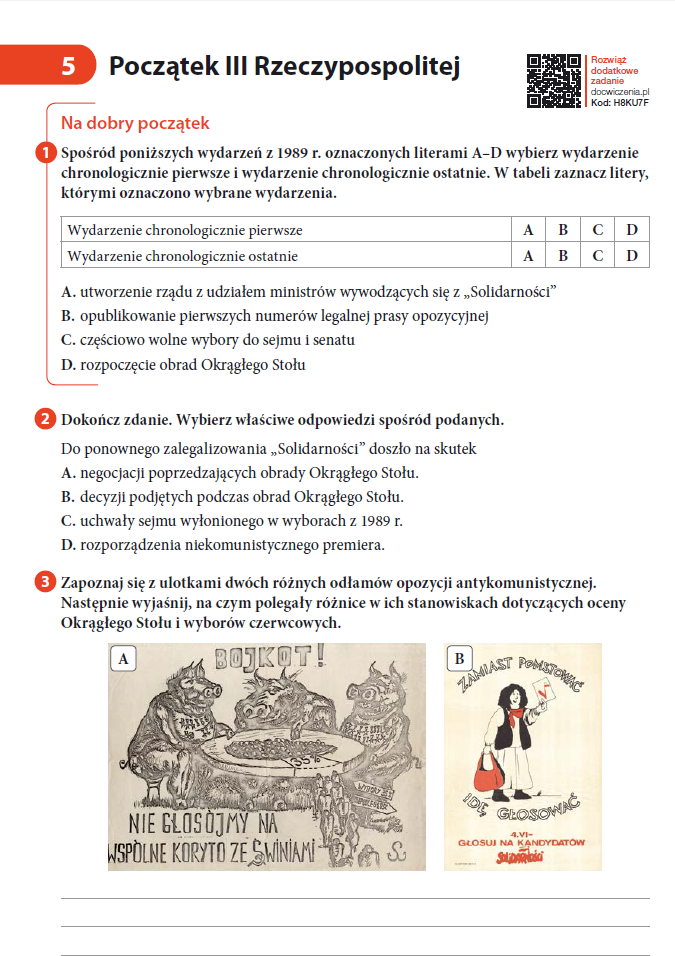 5 Początek III Rzeczypospolitej
Rozwiąż
dodatkowe
zadanie
docwiczenia.pl
Kod: H8KU7F
Na dobry początek
1 Spośród poniższych wydarzeń z 1989 r. oznaczonych literami A–D wybierz wydarzenie
chronologicznie pierwsze i wydarzenie chronologicznie ostatnie. W tabeli zaznacz litery,
którymi oznaczono wybrane wydarzenia.
Wydarzenie chronologicznie pierwsze A B C D
Wydarzenie chronologicznie ostatnie A B C D
A. utworzenie rządu z udziałem ministrów wywodzących się z „Solidarności”
B. opublikowanie pierwszych numerów legalnej prasy opozycyjnej
C. częściowo wolne wybory do sejmu i senatu
D. rozpoczęcie obrad Okrągłego Stołu
2 Dokończ zdanie. Wybierz właściwe odpowiedzi spośród podanych.
Do ponownego zalegalizowania „Solidarności” doszło na skutek
A. negocjacji poprzedzających obrady Okrągłego Stołu.
B. decyzji podjętych podczas obrad Okrągłego Stołu.
C. uchwały sejmu wyłonionego w wyborach z 1989 r.
D. rozporządzenia niekomunistycznego premiera.
3 Zapoznaj się z ulotkami dwóch różnych odłamów opozycji antykomunistycznej.
Następnie wyjaśnij, na czym polegały różnice w ich stanowiskach dotyczących oceny
Okrągłego Stołu i wyborów czerwcowych.
A
BOJKOT!
35%
NIE GŁOSÓJMY NA
WSPÓLNE KORYTO ZE ŚWINIAMI
B
ZAMIAST POMSTOWAĆ
IDĘ GŁOSOWAĆ
4.VI–
GŁOSUJ NA KANDYDATÓW
SOLIDARNOŚCI